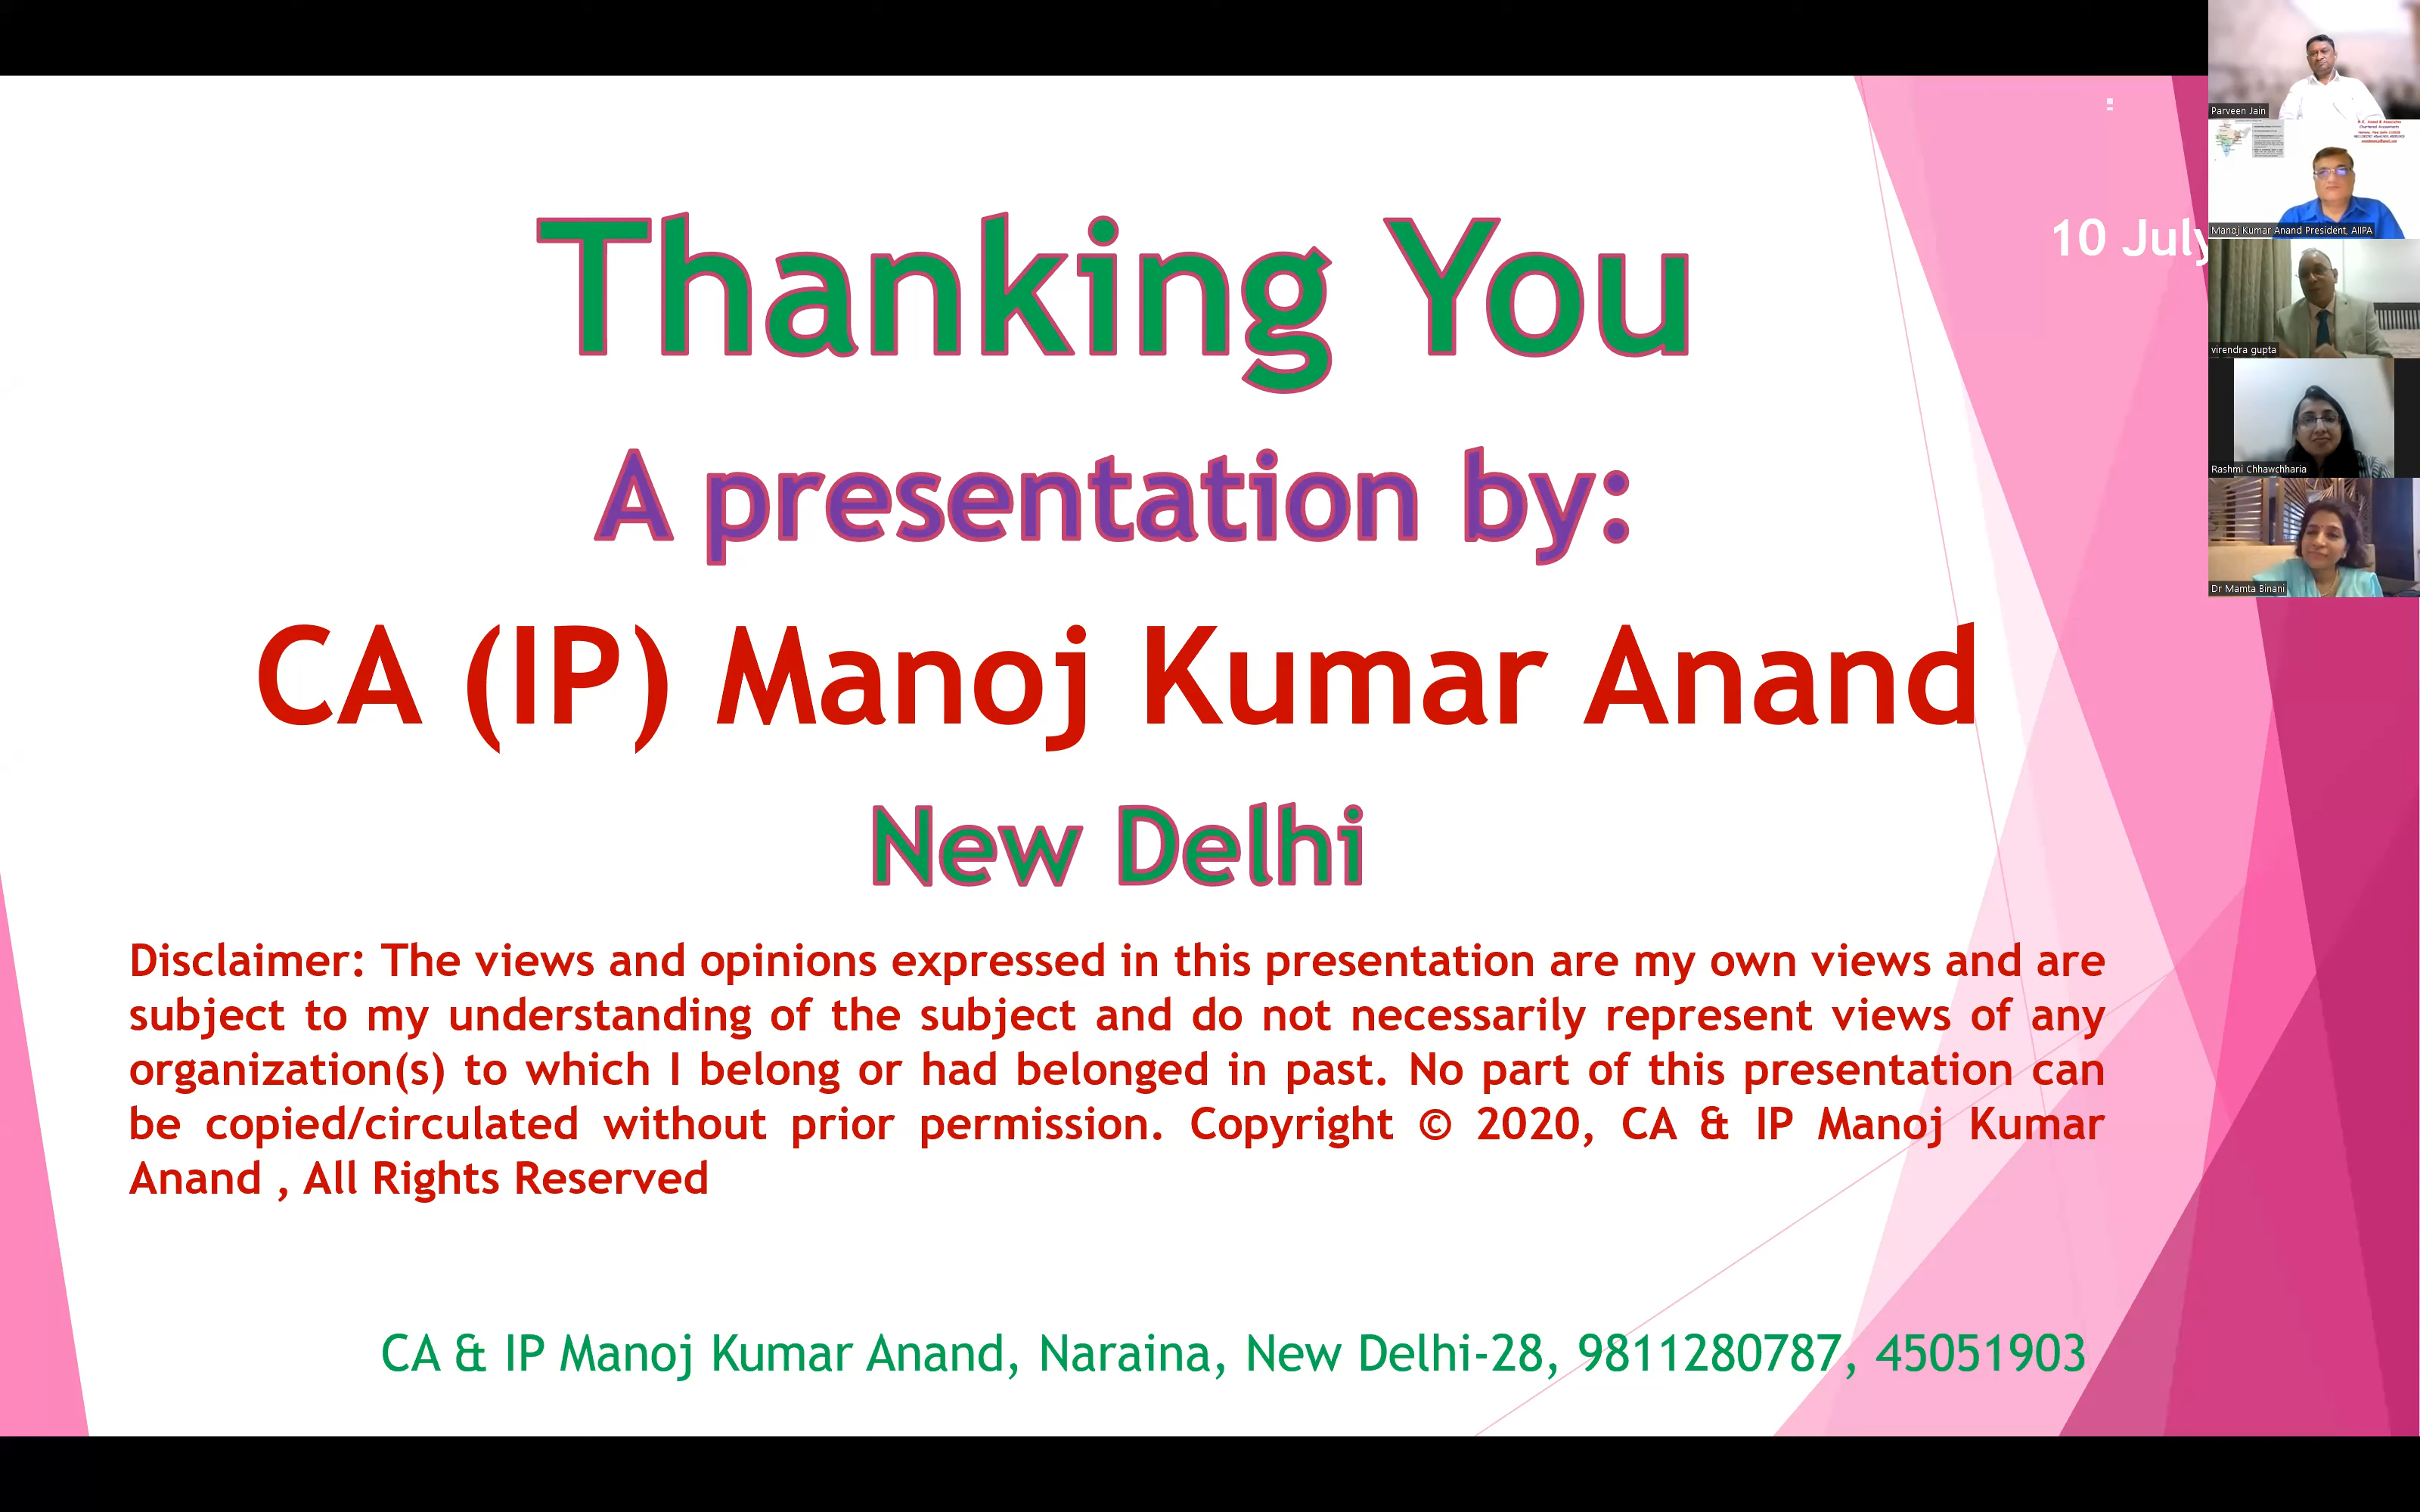 Thanking You
A presentation by:
CA (IP) Manoj Kumar Anand
New Delhi
Disclaimer: The views and opinions expressed in this presentation are my own views and are
subject to my understanding of the subject and do not necessarily represent views of any
organization(s) to which I belong or had belonged in past. No part of this presentation can
be copied/circulated without prior permission. Copyright © 2020, CA & IP Manoj Kumar
Anand , All Rights Reserved
CA & IP Manoj Kumar Anand, Naraina, New Delhi-28, 9811280787, 45051903
10 July
Parveen Jain
Manoj Kumar Anand President, AIIPA
virendra gupta
Rashmi Chhawchharia
Dr Mamta Binani